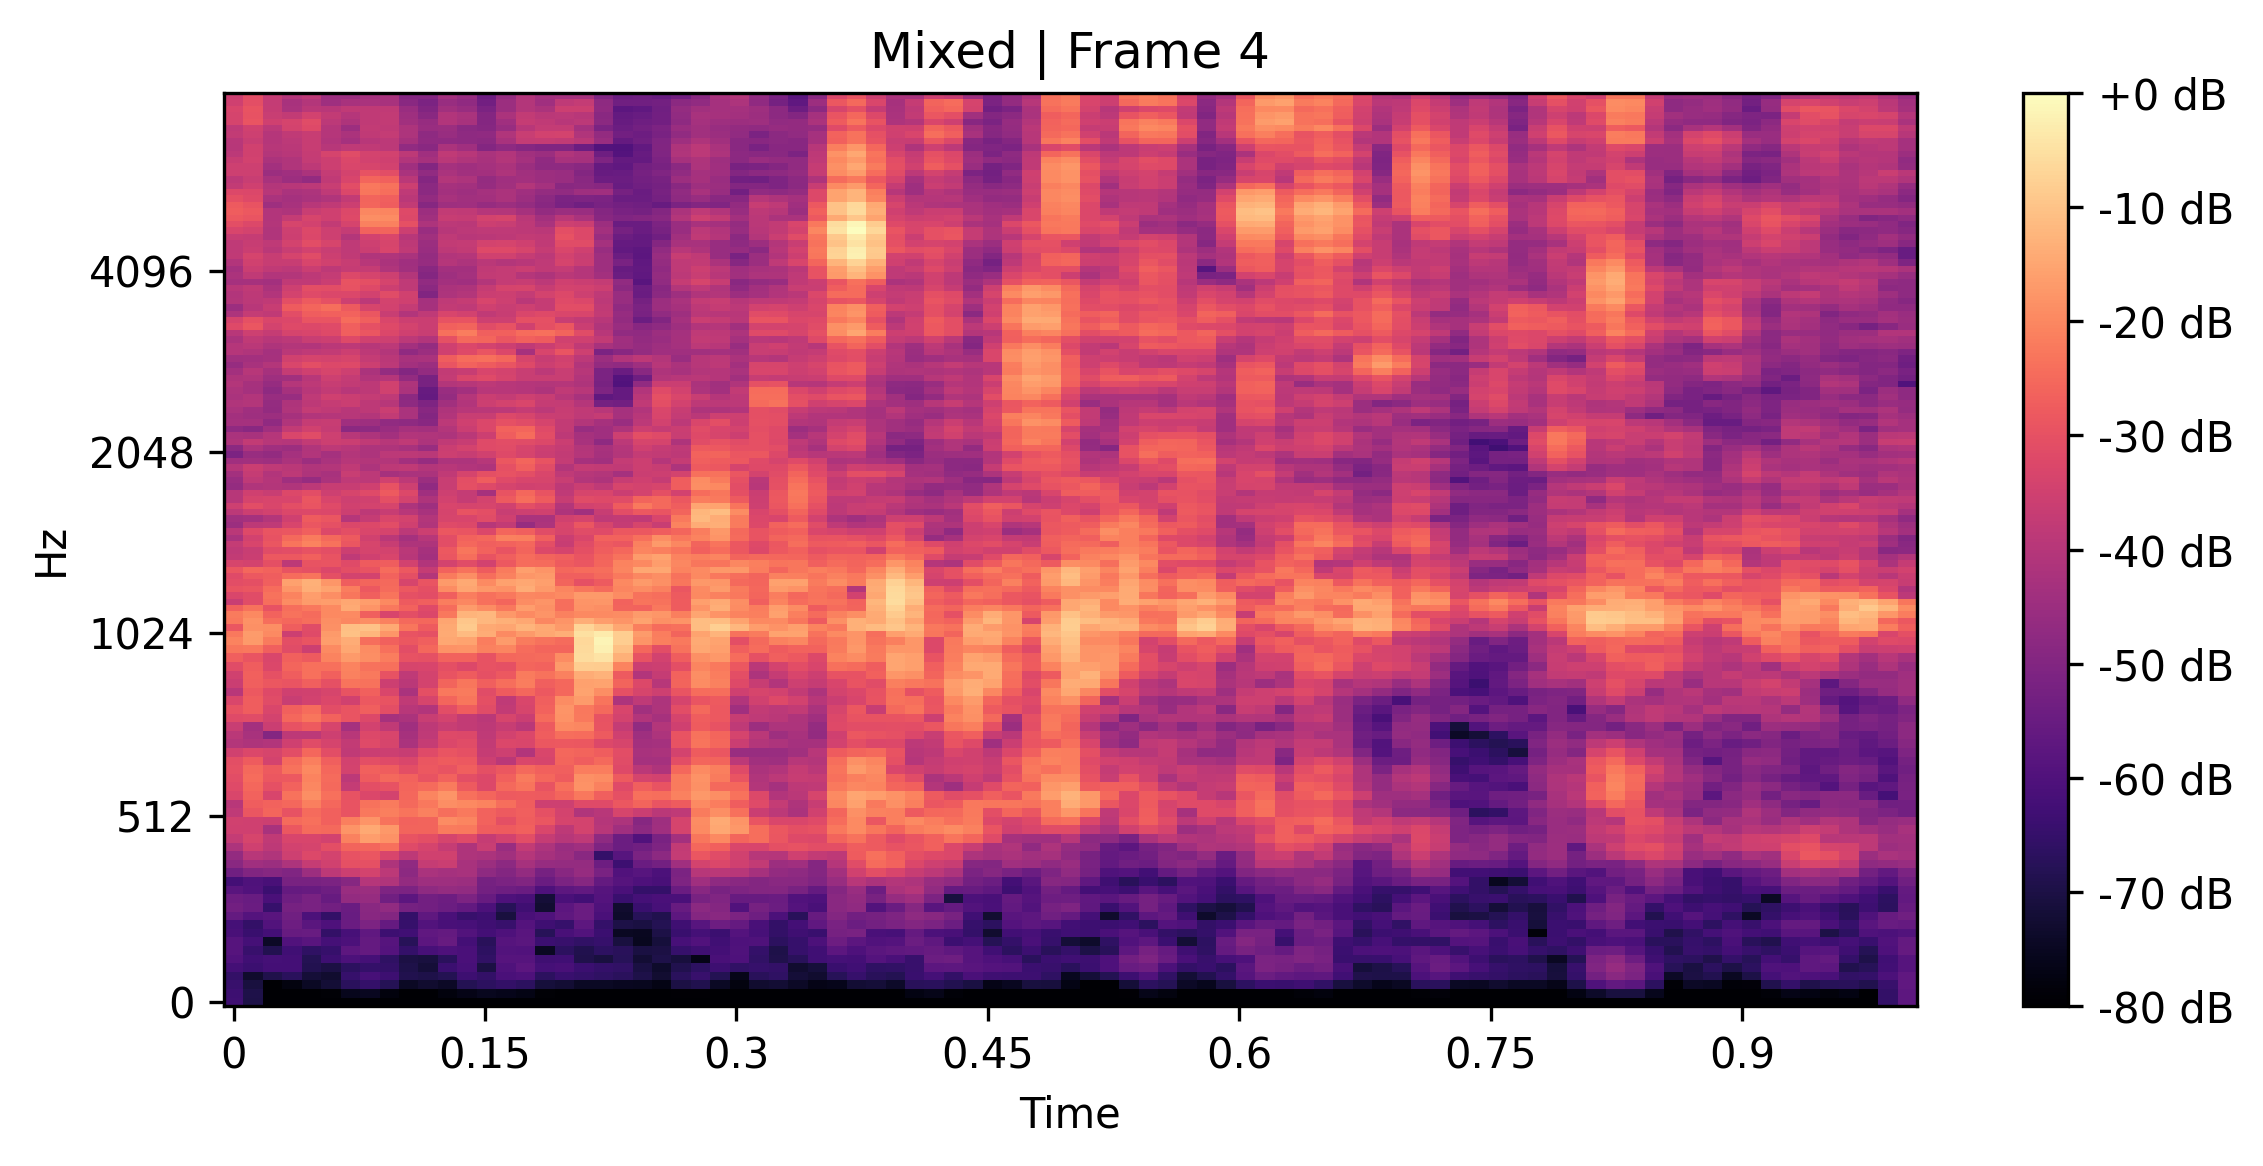 Mixed | Frame 4
Hz
4096
2048
1024
512
0
0 0.15 0.3 0.45 0.6 0.75 0.9
Time
+0 dB
-10 dB
-20 dB
-30 dB
-40 dB
-50 dB
-60 dB
-70 dB
-80 dB